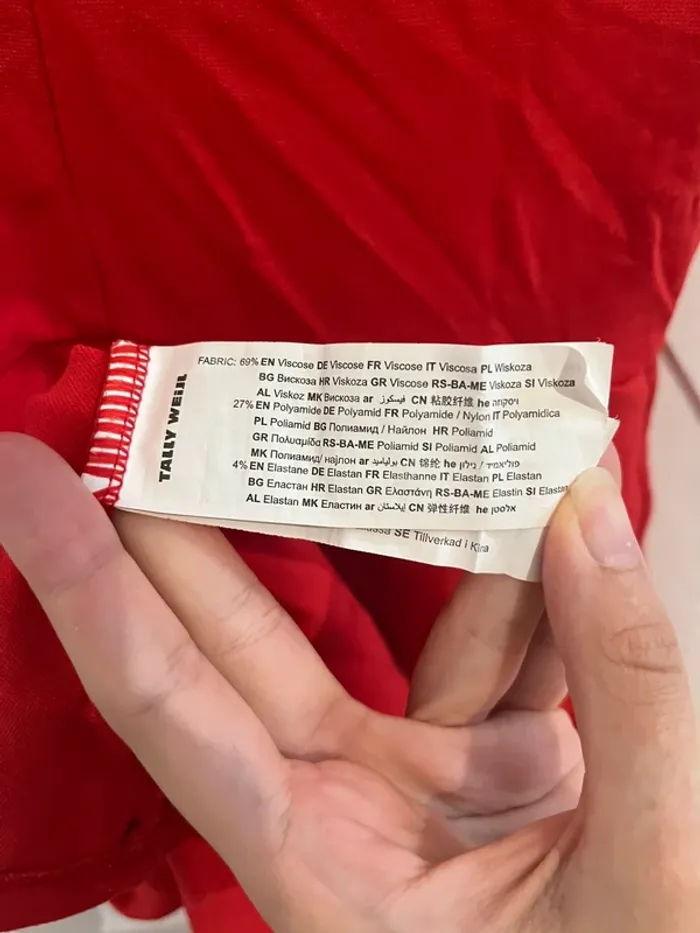 TALLY WEiJL
FABRIC: 69% EN Viscose DE Viscose FR Viscose IT Viscosa PL Wiskoza
BG Вискоза HR Viskoza GR Viscose RS-BA-ME Viskoza SI Viskoza
AL Viskoz MK Вискоза ar فيسكوز CN 粘胶纤维 he ויסקוזה
27% EN Polyamide DE Polyamid FR Polyamide / Nylon IT Polyamidica
PL Poliamid BG Полиамид / Найлон HR Poliamid
GR Πολυαμίδα RS-BA-ME Poliamid SI Poliamid AL Poliamid
MK Полиамид/ најлон ar بولياميد CN 锦纶 he פוליאמיד / ניילון
4% EN Elastane DE Elastan FR Elasthanne IT Elastan PL Elastan
BG Еластан HR Elastan GR Ελαστάνη RS-BA-ME Elastin SI Elastan
AL Elastan MK Еластин ar إيلاستان CN 弹性纤维 he אלסטן
SE Tillverkad i Kina